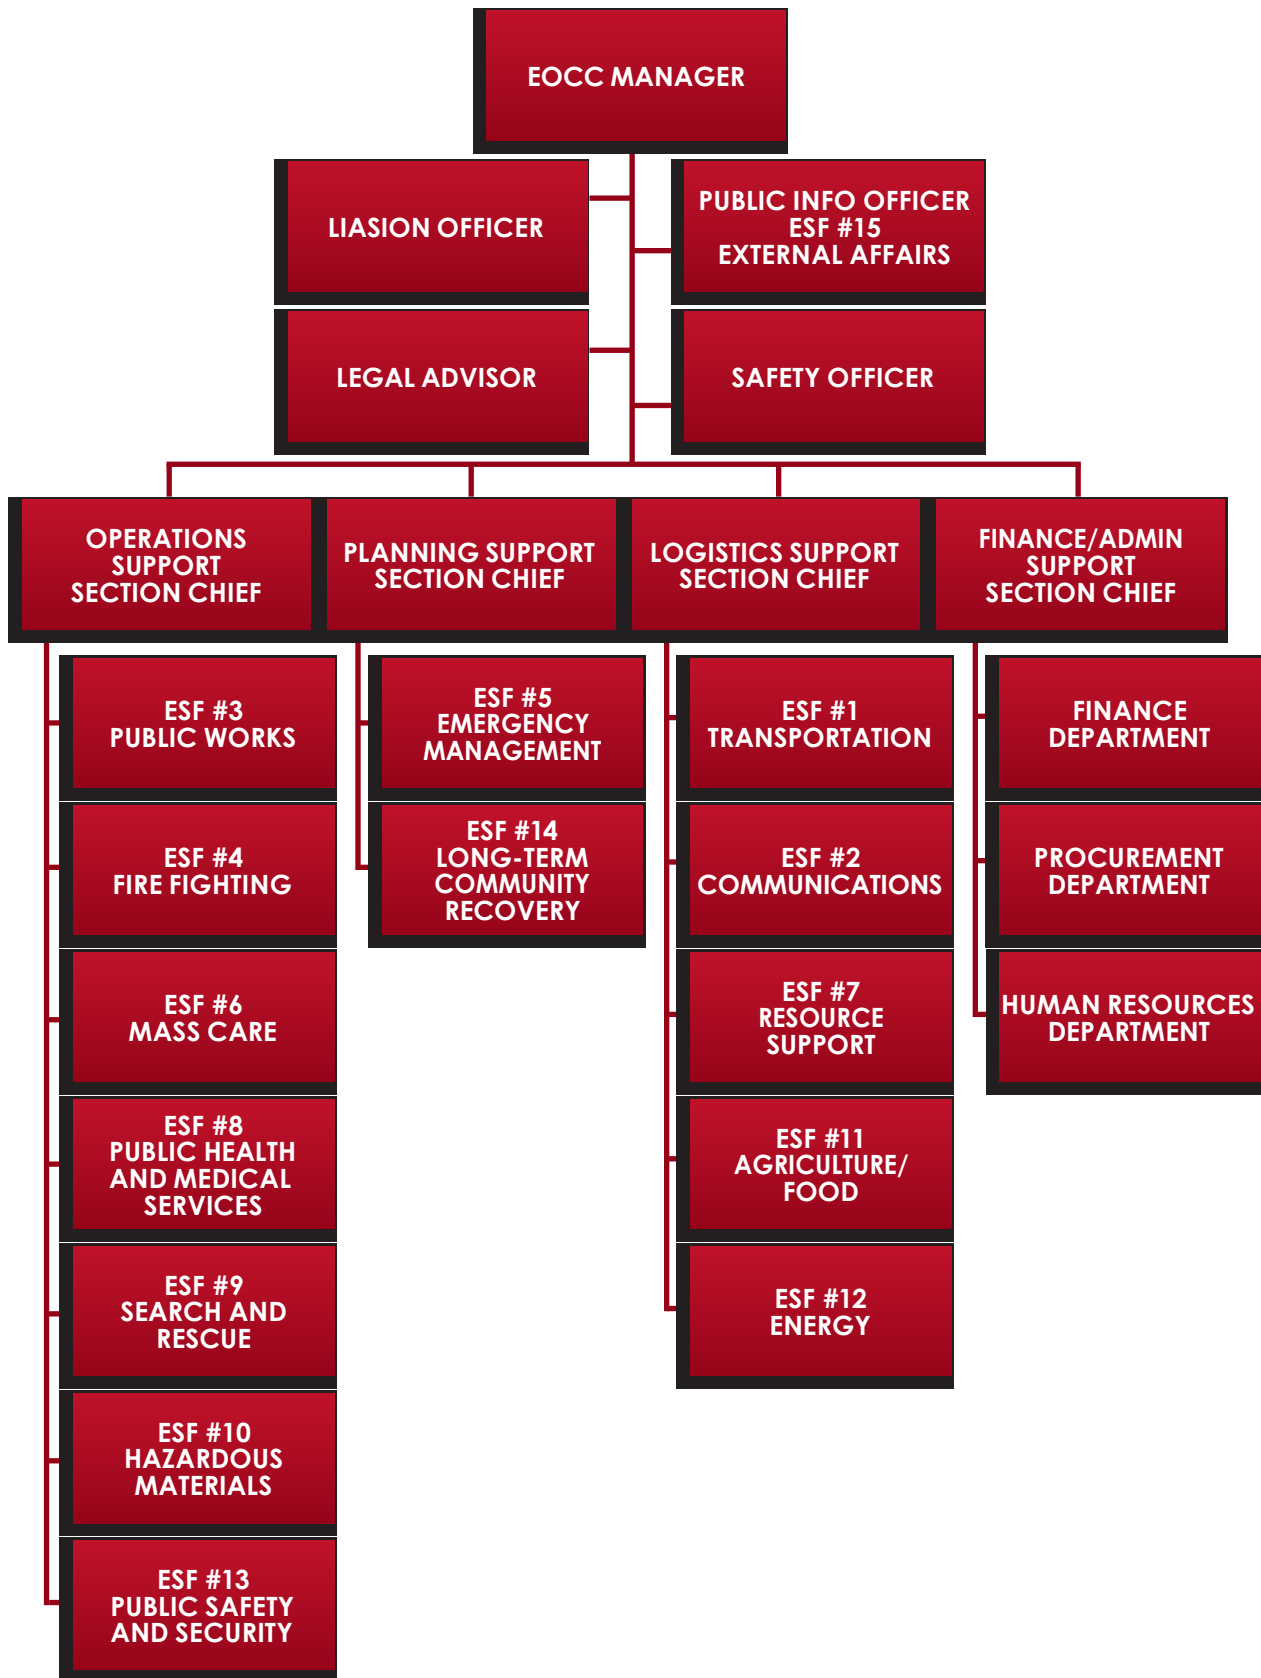 EOCC MANAGER
LIASION OFFICER
PUBLIC INFO OFFICER
ESF #15
EXTERNAL AFFAIRS
LEGAL ADVISOR
SAFETY OFFICER
OPERATIONS
SUPPORT
SECTION CHIEF
PLANNING SUPPORT
SECTION CHIEF
LOGISTICS SUPPORT
SECTION CHIEF
FINANCE/ADMIN
SUPPORT
SECTION CHIEF
ESF #3
PUBLIC WORKS
ESF #4
FIRE FIGHTING
ESF #6
MASS CARE
ESF #8
PUBLIC HEALTH
AND MEDICAL
SERVICES
ESF #9
SEARCH AND
RESCUE
ESF #10
HAZARDOUS
MATERIALS
ESF #13
PUBLIC SAFETY
AND SECURITY
ESF #5
EMERGENCY
MANAGEMENT
ESF #14
LONG-TERM
COMMUNITY
RECOVERY
ESF #1
TRANSPORTATION
ESF #2
COMMUNICATIONS
ESF #7
RESOURCE
SUPPORT
ESF #11
AGRICULTURE/
FOOD
ESF #12
ENERGY
FINANCE
DEPARTMENT
PROCUREMENT
DEPARTMENT
HUMAN RESOURCES
DEPARTMENT